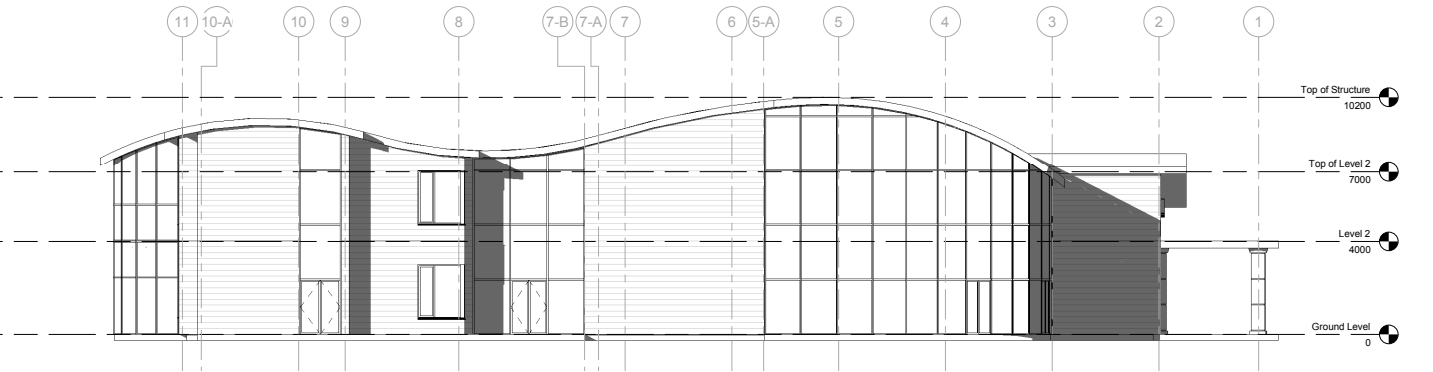 11
10-A
10
9
8
7-B
7-A
7
6
5-A
5
4
3
2
1
Top of Structure
10200
Top of Level 2
7000
Level 2
4000
Ground Level
0